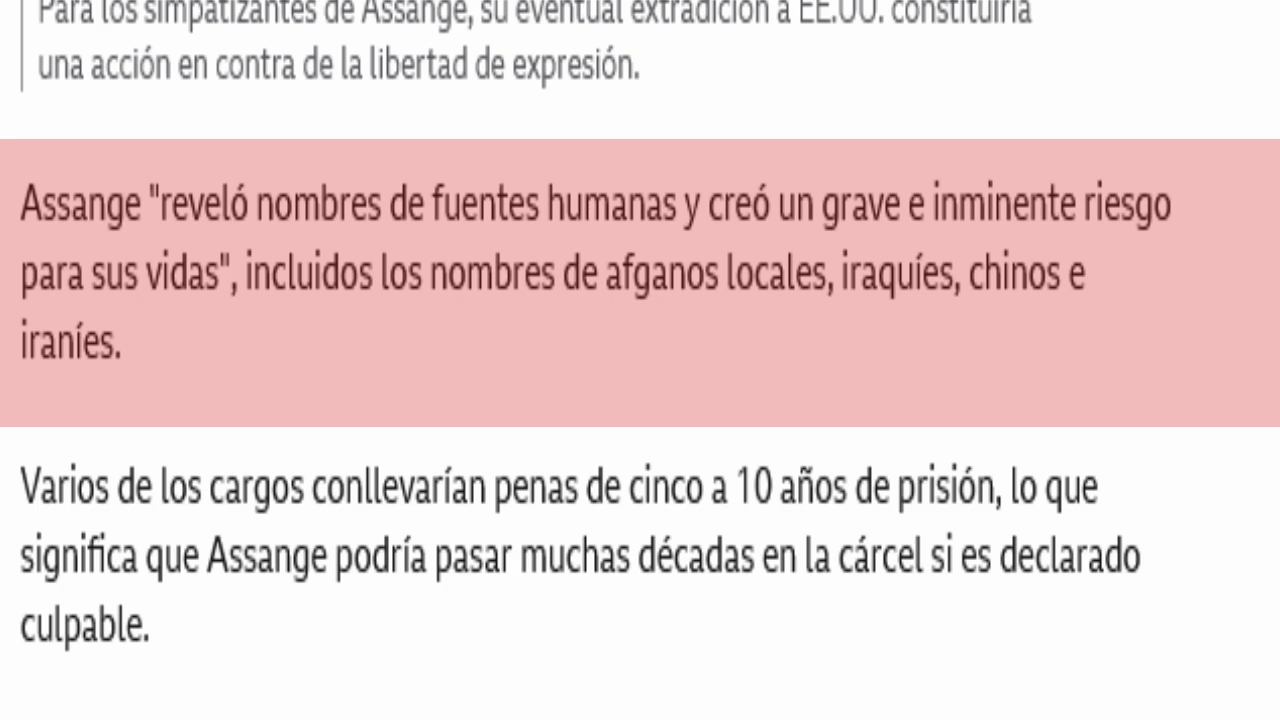 Para los simpatizantes de Assange, su eventual extradición a EE.UU. constituiría
una acción en contra de la libertad de expresión.
Assange "reveló nombres de fuentes humanas y creó un grave e inminente riesgo
para sus vidas", incluidos los nombres de afganos locales, iraquíes, chinos e
iraníes.
Varios de los cargos conllevarían penas de cinco a 10 años de prisión, lo que
significa que Assange podría pasar muchas décadas en la cárcel si es declarado
culpable.